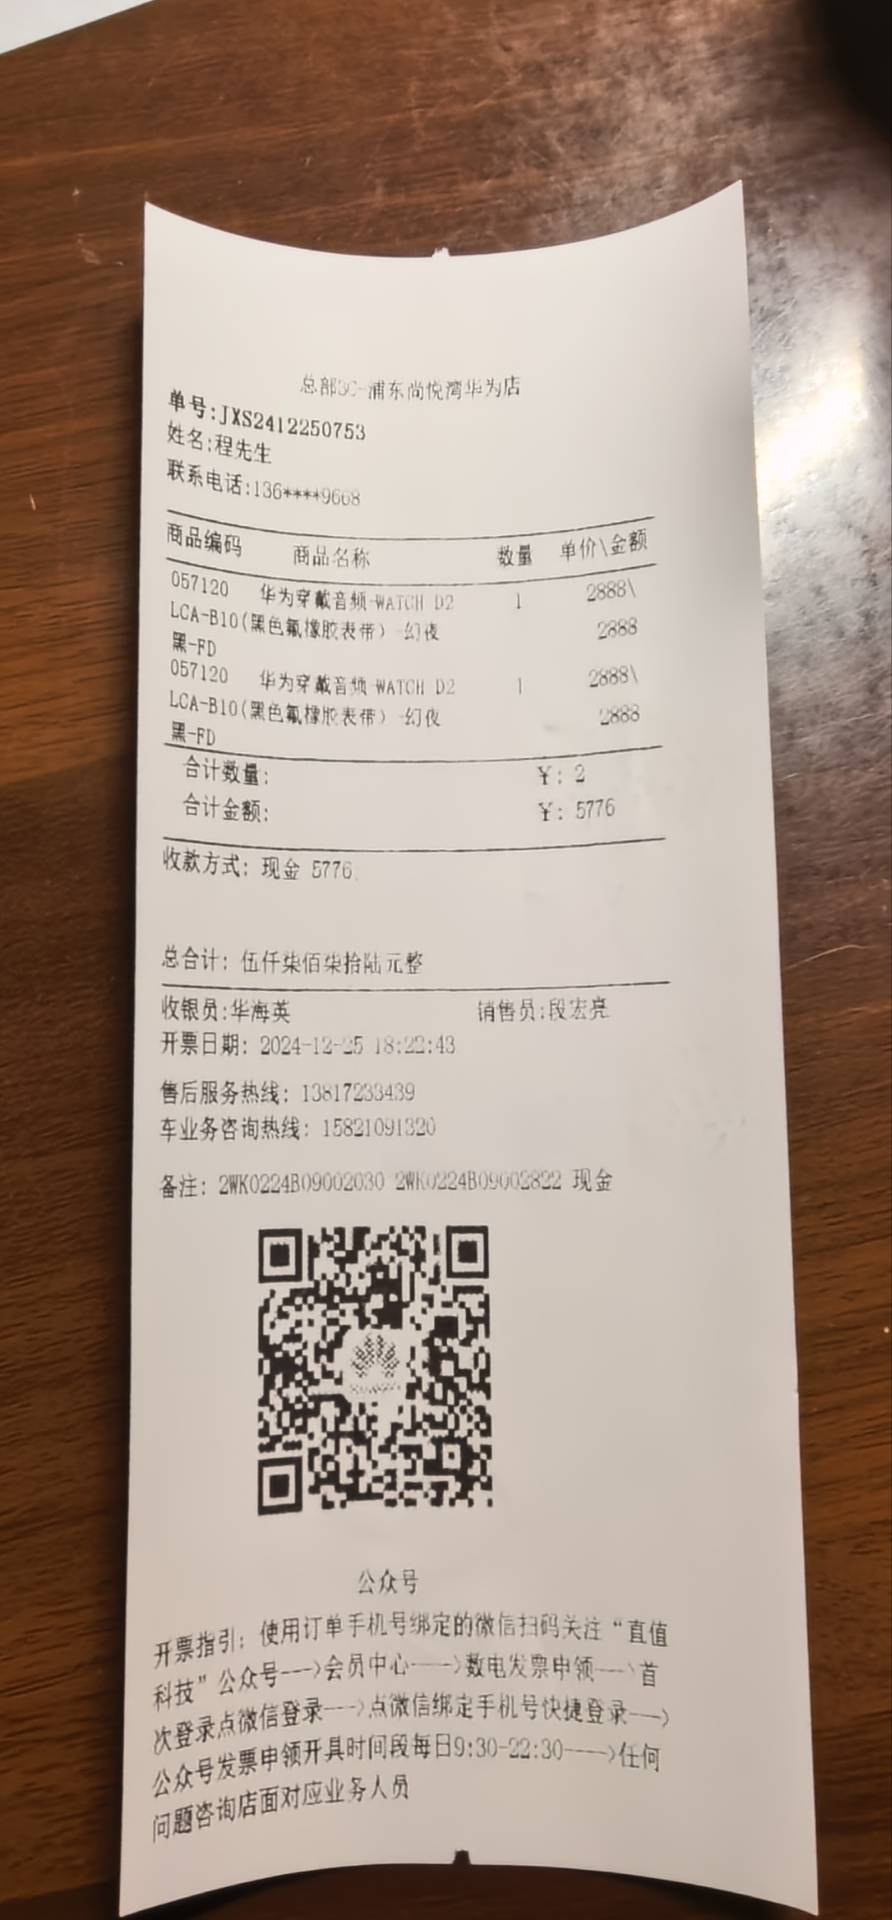 总部3C-浦东尚悦湾华为店
单号:JXS2412250753
姓名:程先生
联系电话:136****9668
商品编码 商品名称 数量 单价\金额
057120 华为穿戴音频-WATCH D2 1 2888\
LCA-B10(黑色氟橡胶表带）-幻夜 2888
黑-FD
057120 华为穿戴音频-WATCH D2 1 2888\
LCA-B10(黑色氟橡胶表带）-幻夜 2888
黑-FD
合计数量: ￥: 2
合计金额: ￥: 5776
收款方式: 现金 5776
总合计: 伍仟柒佰柒拾陆元整
收银员:华海英 销售员:段宏亮
开票日期: 2024-12-25 18:22:43
售后服务热线: 13817233439
车业务咨询热线: 15821091320
备注: 2WK0224B09002030 2WK0224B09002822 现金
公众号
开票指引: 使用订单手机号绑定的微信扫码关注“直值
科技”公众号--->会员中心---->数电发票申领--->首
次登录点微信登录--->点微信绑定手机号快捷登录--->
公众号发票申领开具时间段每日9:30-22:30---->任何
问题咨询店面对应业务人员